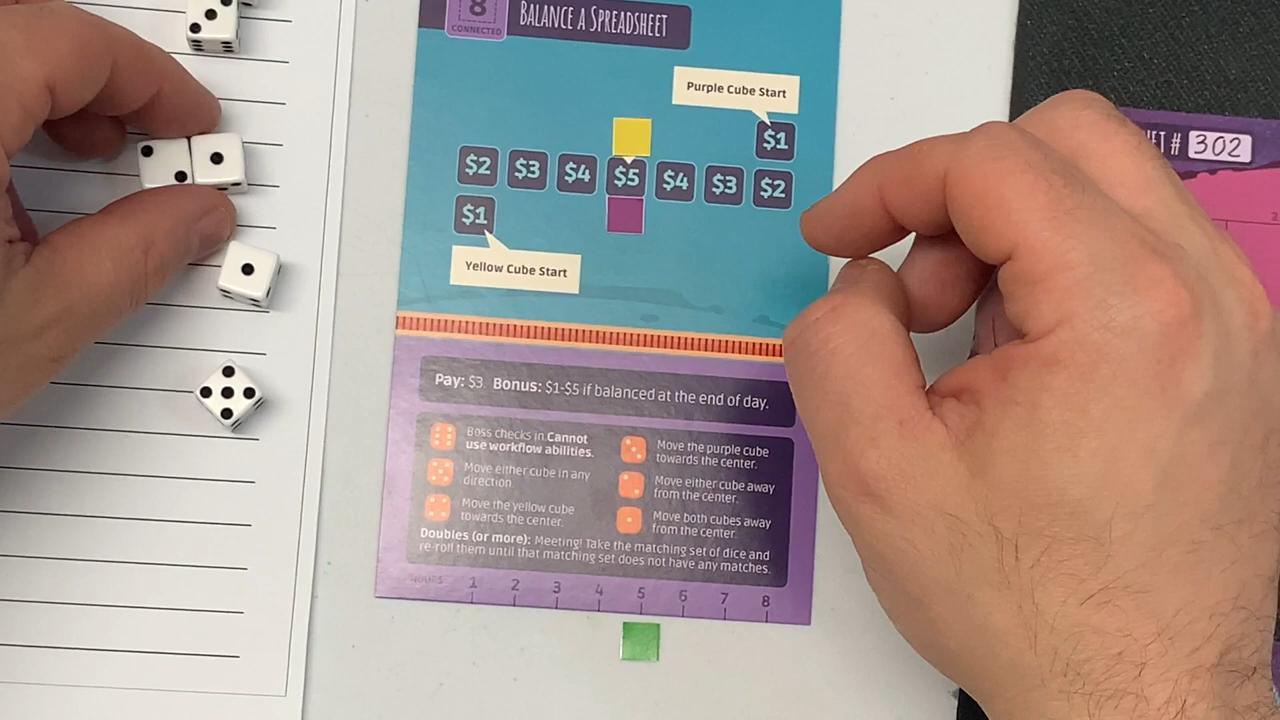 8
CONNECTED
BALANCE A SPREADSHEET
Purple Cube Start
$1
$2 $3 $4 $5 $4 $3 $2
$1
Yellow Cube Start
# 302
Pay: $3. Bonus: $1-$5 if balanced at the end of day.
Boss checks in. Cannot
use workflow abilities.
Move either cube in any
direction.
Move the yellow cube
towards the center.
Move the purple cube
towards the center.
Move either cube away
from the center.
Move both cubes away
from the center.
Doubles (or more): Meeting! Take the matching set of dice and
re-roll them until that matching set does not have any matches.
HOURS 1 2 3 4 5 6 7 8